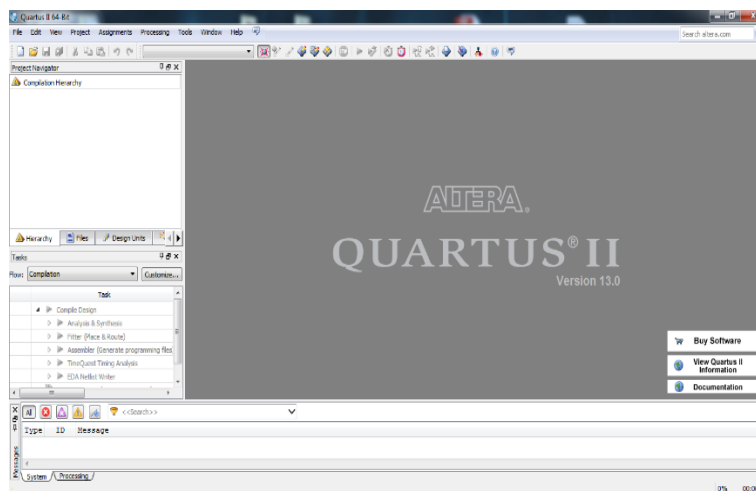 Quartus II 64-Bit
File Edit View Project Assignments Processing Tools Window Help
Search altera.com
Project Navigator
Compilation Hierarchy
Hierarchy Files Design Units
Tasks
Flow: Compilation Customize...
Task
Compile Design
Analysis & Synthesis
Fitter (Place & Route)
Assembler (Generate programming files)
TimeQuest Timing Analysis
EDA Netlist Writer
ALTERA®
QUARTUS® II
Version 13.0
Buy Software
View Quartus II
Information
Documentation
All <<Search>>
Type ID Message
Messages
System Processing
0% 00:00